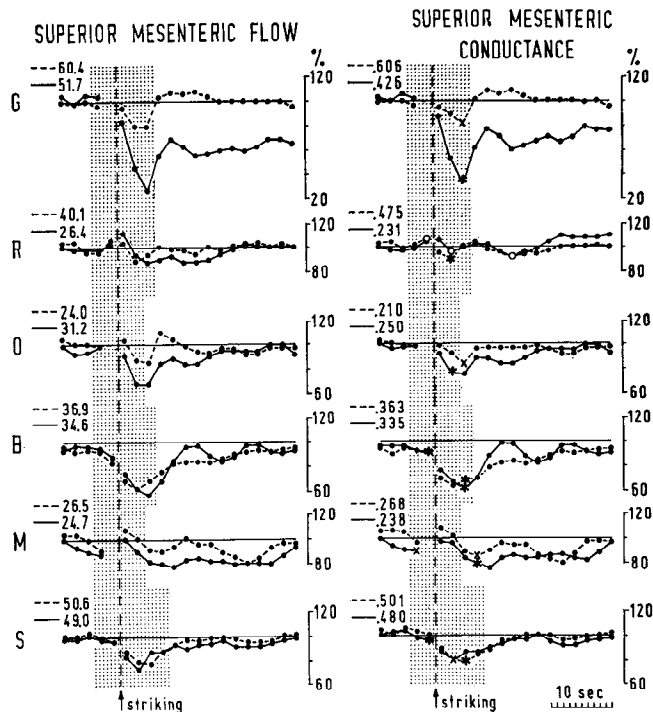 SUPERIOR MESENTERIC FLOW
SUPERIOR MESENTERIC
CONDUCTANCE
% %
G 60.4 120 .606 120
51.7 .426
20 20
R 40.1 120 .475 120
26.4 .231
80 80
O 24.0 120 .210 120
31.2 .250
60 60
B 36.9 120 .363 120
34.6 .335
60 60
M 26.5 120 .268 120
24.7 .238
80 80
S 50.6 120 .501 120
49.0 .480
60 60
striking striking 10 sec